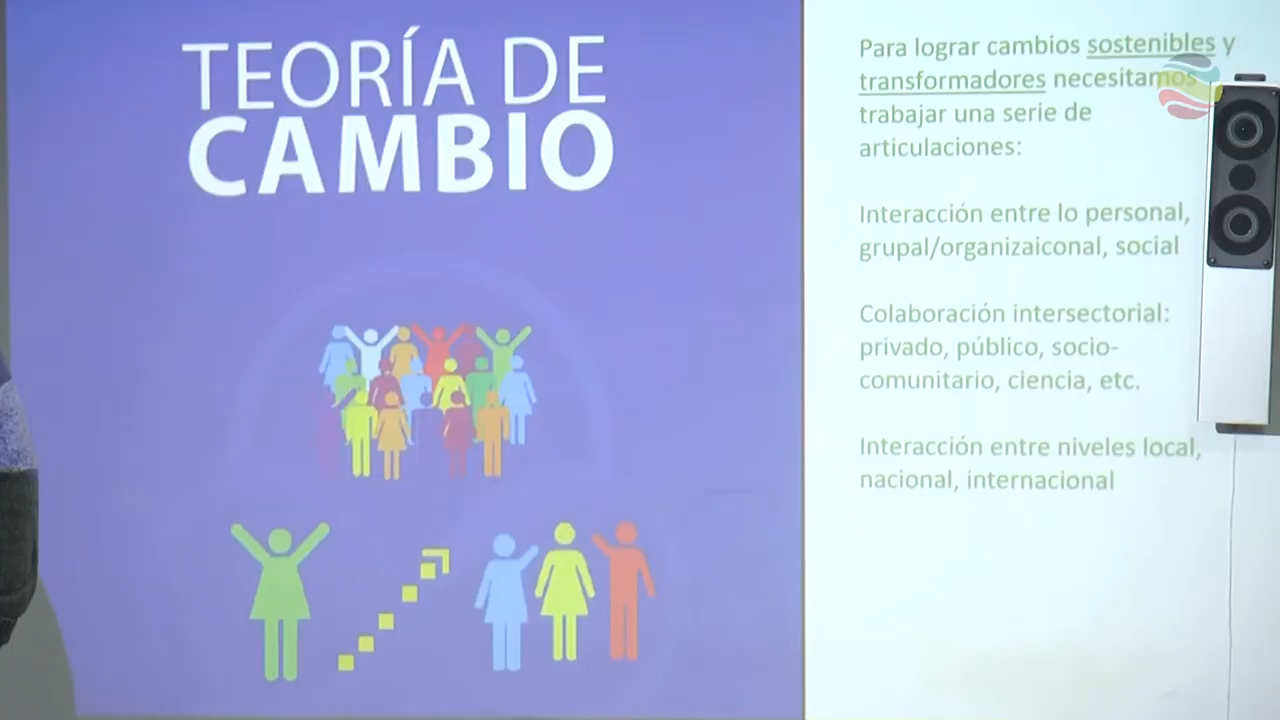 TEORÍA DE
CAMBIO
Para lograr cambios sostenibles y
transformadores necesitamos
trabajar una serie de
articulaciones:
Interacción entre lo personal,
grupal/organizaiconal, social
Colaboración intersectorial:
privado, público, socio-
comunitario, ciencia, etc.
Interacción entre niveles local,
nacional, internacional